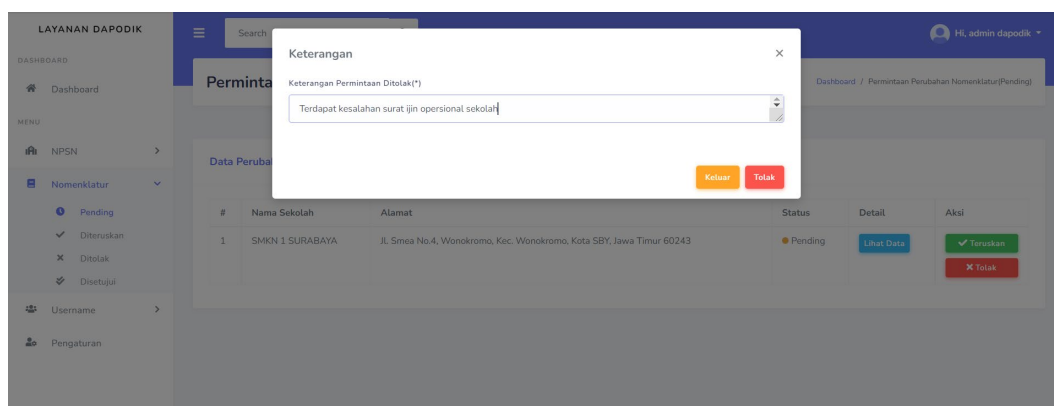 LAYANAN DAPODIK
Search
Hi, admin dapodik
DASHBOARD
Dashboard
MENU
NPSN
Nomenklatur
Pending
Diteruskan
Ditolak
Disetujui
Username
Pengaturan
Dashboard / Permintaan Perubahan Nomenklatur(Pending)
Keterangan
×
Keterangan Permintaan Ditolak(*)
Terdapat kesalahan surat ijin opersional sekolah
Keluar Tolak
# Nama Sekolah Alamat Status Detail Aksi
1 SMKN 1 SURABAYA Jl. Smea No.4, Wonokromo, Kec. Wonokromo, Kota SBY, Jawa Timur 60243 Pending Lihat Data Teruskan
Tolak